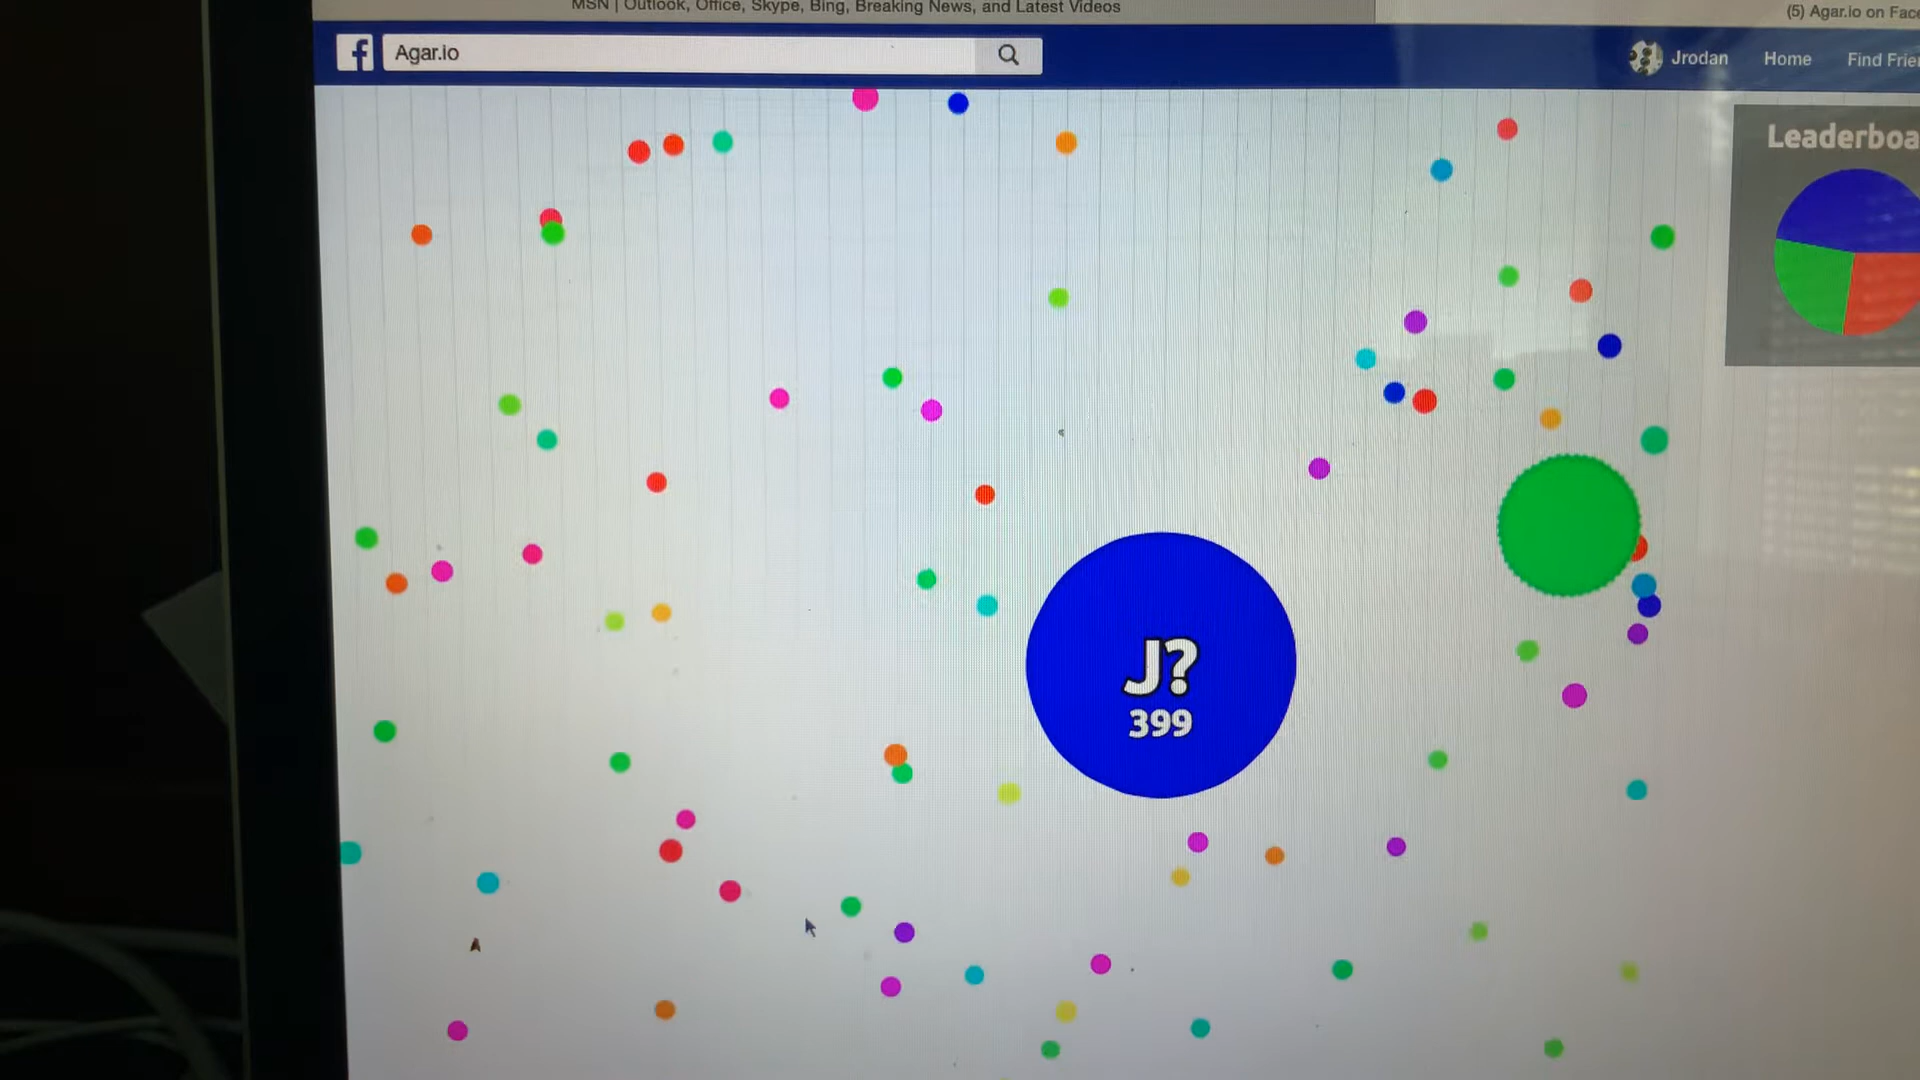 MSN | Outlook, Office, Skype, Bing, Breaking News, and Latest Videos
(5) Agar.io on Face
f Agar.io
Jrodan Home Find Frie
Leaderboa
J?
399